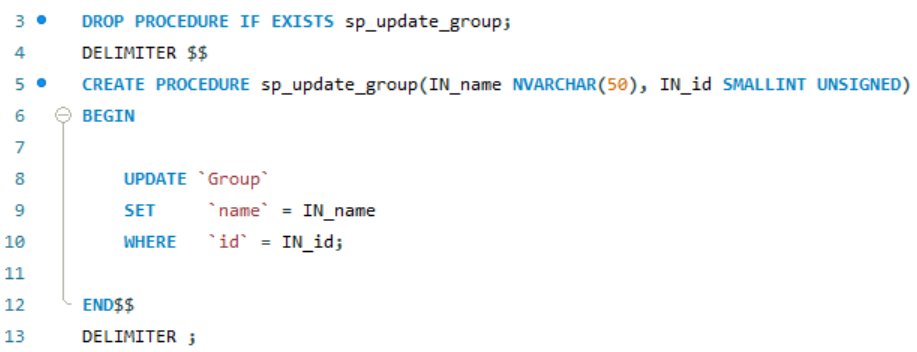 3 DROP PROCEDURE IF EXISTS sp_update_group;
4 DELIMITER $$
5 CREATE PROCEDURE sp_update_group(IN_name NVARCHAR(50), IN_id SMALLINT UNSIGNED)
6 BEGIN
7
8 UPDATE `Group`
9 SET `name` = IN_name
10 WHERE `id` = IN_id;
11
12 END$$
13 DELIMITER ;